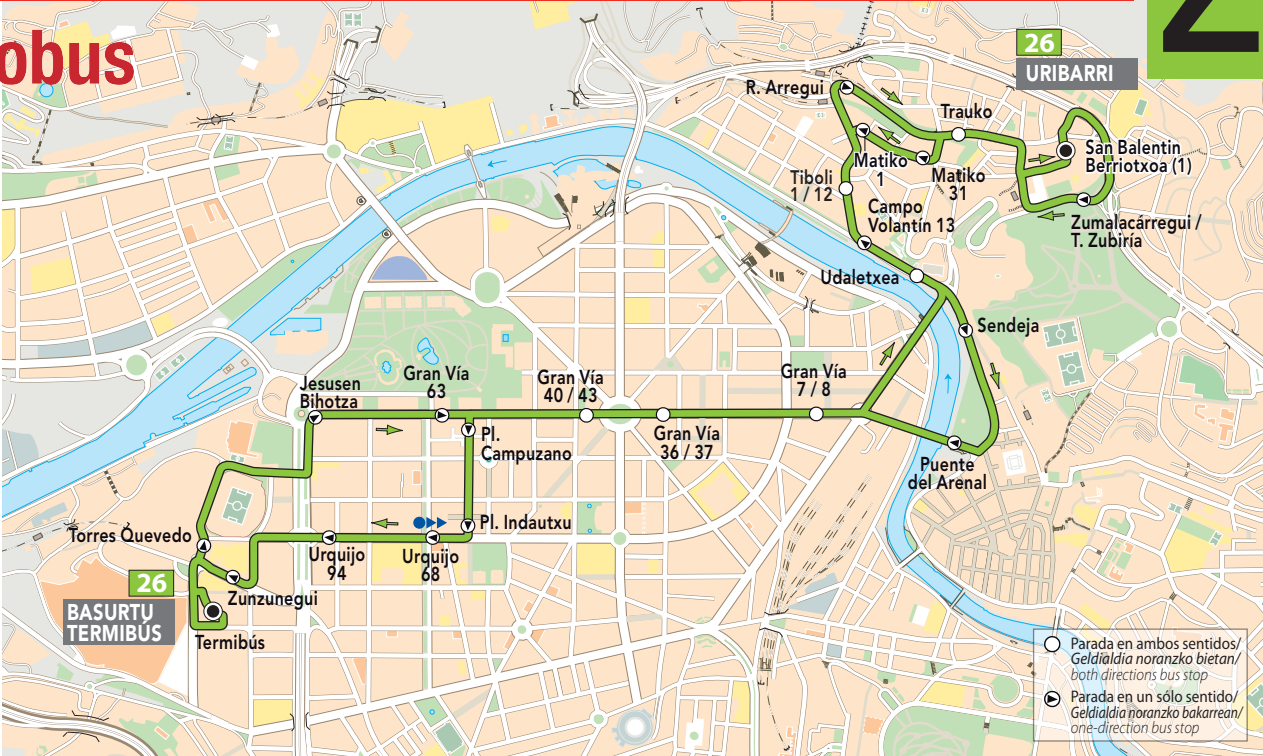 obus
26
URIBARRI
R. Arregui
Trauko
San Balentin
Berriotxoa (1)
Matiko
1
Matiko
31
Tiboli
1 / 12
Campo
Volantín 13
Zumalacárregui /
T. Zubiría
Udaletxea
Sendeja
Jesusen
Bihotza
Gran Vía
63
Gran Vía
40 / 43
Gran Vía
7 / 8
Pl.
Campuzano
Gran Vía
36 / 37
Puente
del Arenal
Pl. Indautxu
Torres Quevedo
Urquijo
94
Urquijo
68
26
BASURTU
TERMIBÚS
Zunzunegui
Termibús
Parada en ambos sentidos/
Geldialdia noranzko bietan/
both directions bus stop
Parada en un sólo sentido/
Geldialdia noranzko bakarrean/
one-direction bus stop